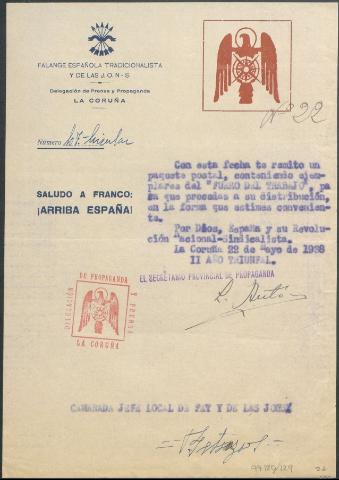 FALANGE ESPAÑOLA TRADICIONALISTA
Y DE LAS J. O. N - S
Delegación de Prensa y Propaganda
LA CORUÑA
Nº 22
Número
Circular
SALUDO A FRANCO:
¡ARRIBA ESPAÑA!
Con esta fecha te remito un
paquete postal, conteniendo ejem-
plares del "FUERO DEL TRABAJO", pa
ra que procedas a su distribución,
en la forma que estimes convenien-
te.
Por Dios, España y su Revolu
ción Nacional-Sindicalista.
La Coruña 22 de Mayo de 1938
II AÑO TRIUNFAL.
EL SECRETARIO PROVINCIAL DE PROPAGANDA
DELEGACIÓN
DE PROPAGANDA
Y PRENSA
LA CORUÑA
CAMARADA JEFE LOCAL DE FET Y DE LAS JONS